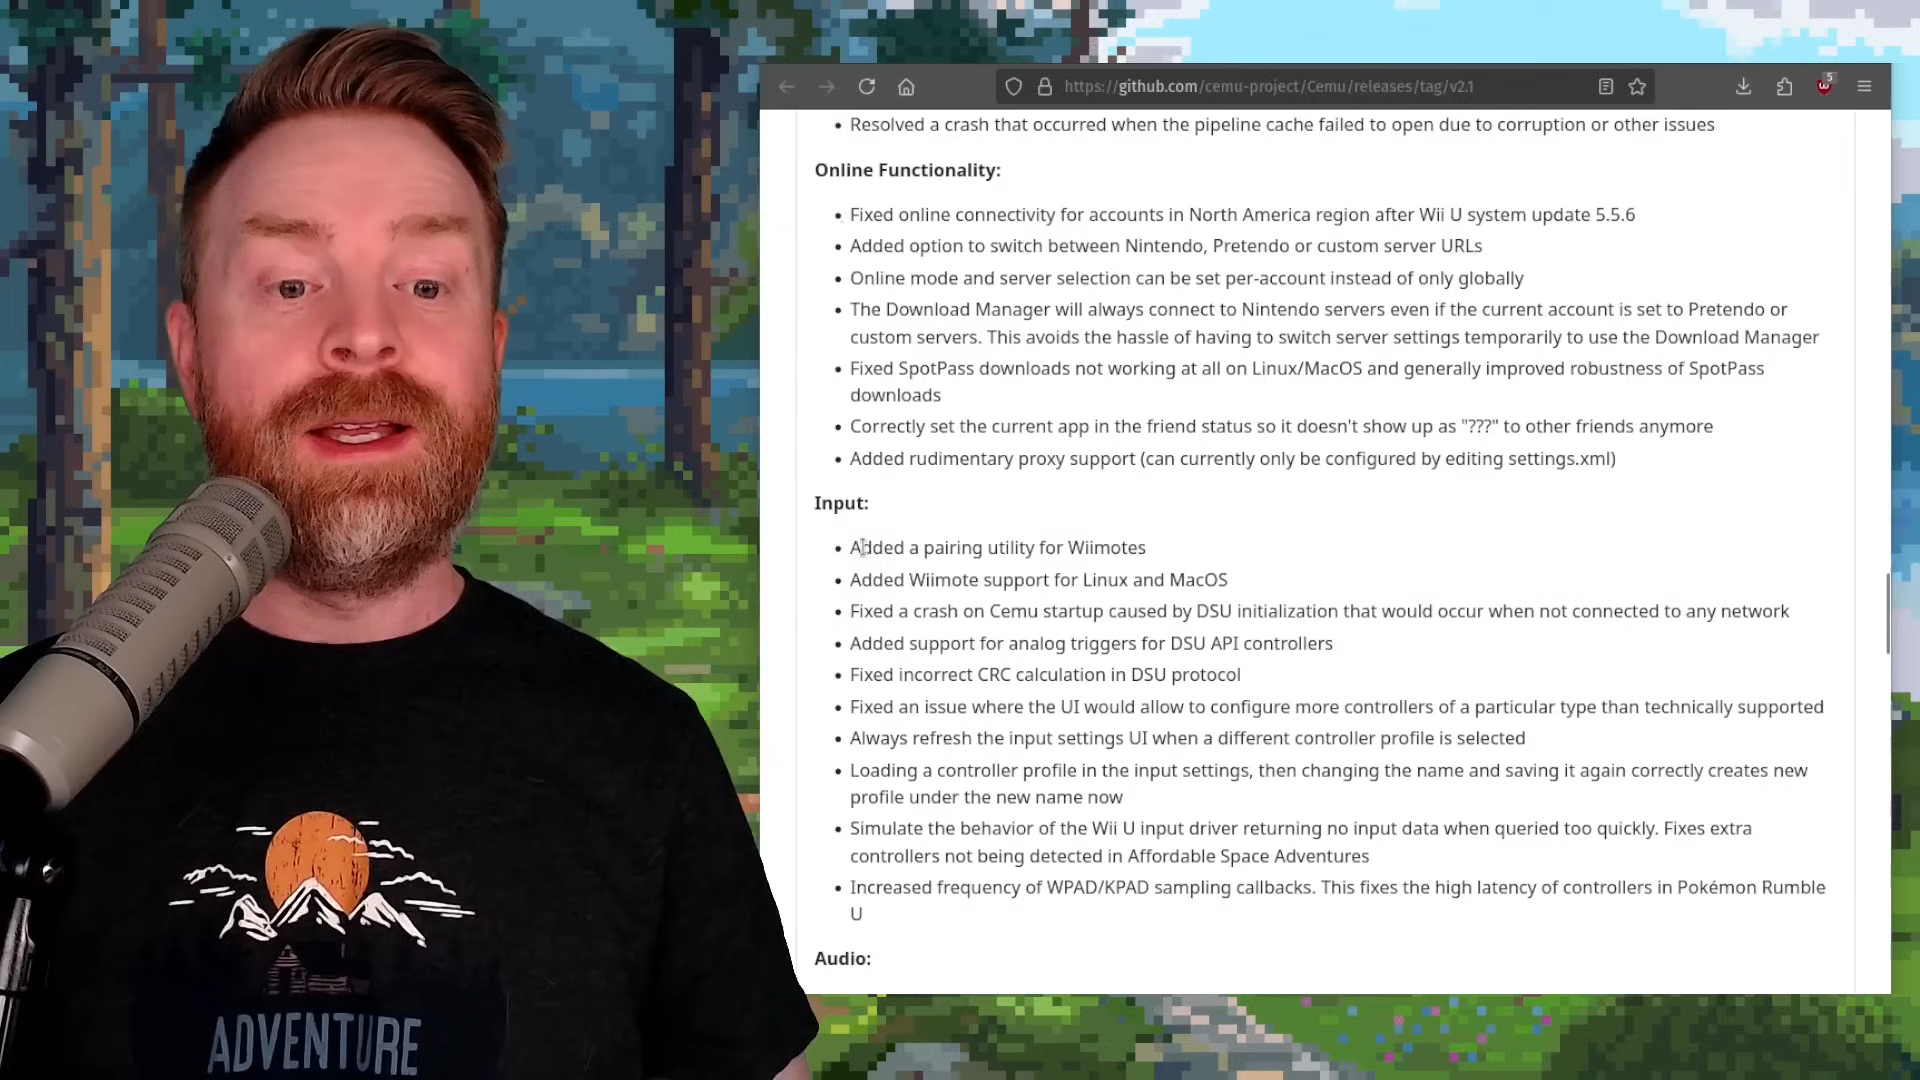 https://github.com/cemu-project/Cemu/releases/tag/v2.1
5
• Resolved a crash that occurred when the pipeline cache failed to open due to corruption or other issues
Online Functionality:
• Fixed online connectivity for accounts in North America region after Wii U system update 5.5.6
• Added option to switch between Nintendo, Pretendo or custom server URLs
• Online mode and server selection can be set per-account instead of only globally
• The Download Manager will always connect to Nintendo servers even if the current account is set to Pretendo or
custom servers. This avoids the hassle of having to switch server settings temporarily to use the Download Manager
• Fixed SpotPass downloads not working at all on Linux/MacOS and generally improved robustness of SpotPass
downloads
• Correctly set the current app in the friend status so it doesn't show up as "???" to other friends anymore
• Added rudimentary proxy support (can currently only be configured by editing settings.xml)
Input:
• Added a pairing utility for Wiimotes
• Added Wiimote support for Linux and MacOS
• Fixed a crash on Cemu startup caused by DSU initialization that would occur when not connected to any network
• Added support for analog triggers for DSU API controllers
• Fixed incorrect CRC calculation in DSU protocol
• Fixed an issue where the UI would allow to configure more controllers of a particular type than technically supported
• Always refresh the input settings UI when a different controller profile is selected
• Loading a controller profile in the input settings, then changing the name and saving it again correctly creates new
profile under the new name now
• Simulate the behavior of the Wii U input driver returning no input data when queried too quickly. Fixes extra
controllers not being detected in Affordable Space Adventures
• Increased frequency of WPAD/KPAD sampling callbacks. This fixes the high latency of controllers in Pokémon Rumble
U
Audio:
ADVENTURE